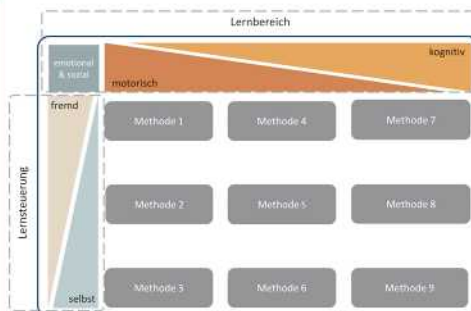 Lernbereich
emotional
& sozial
kognitiv
motorisch
fremd
Methode 1
Methode 4
Methode 7
Lernsteuerung
Methode 2
Methode 5
Methode 8
selbst
Methode 3
Methode 6
Methode 9